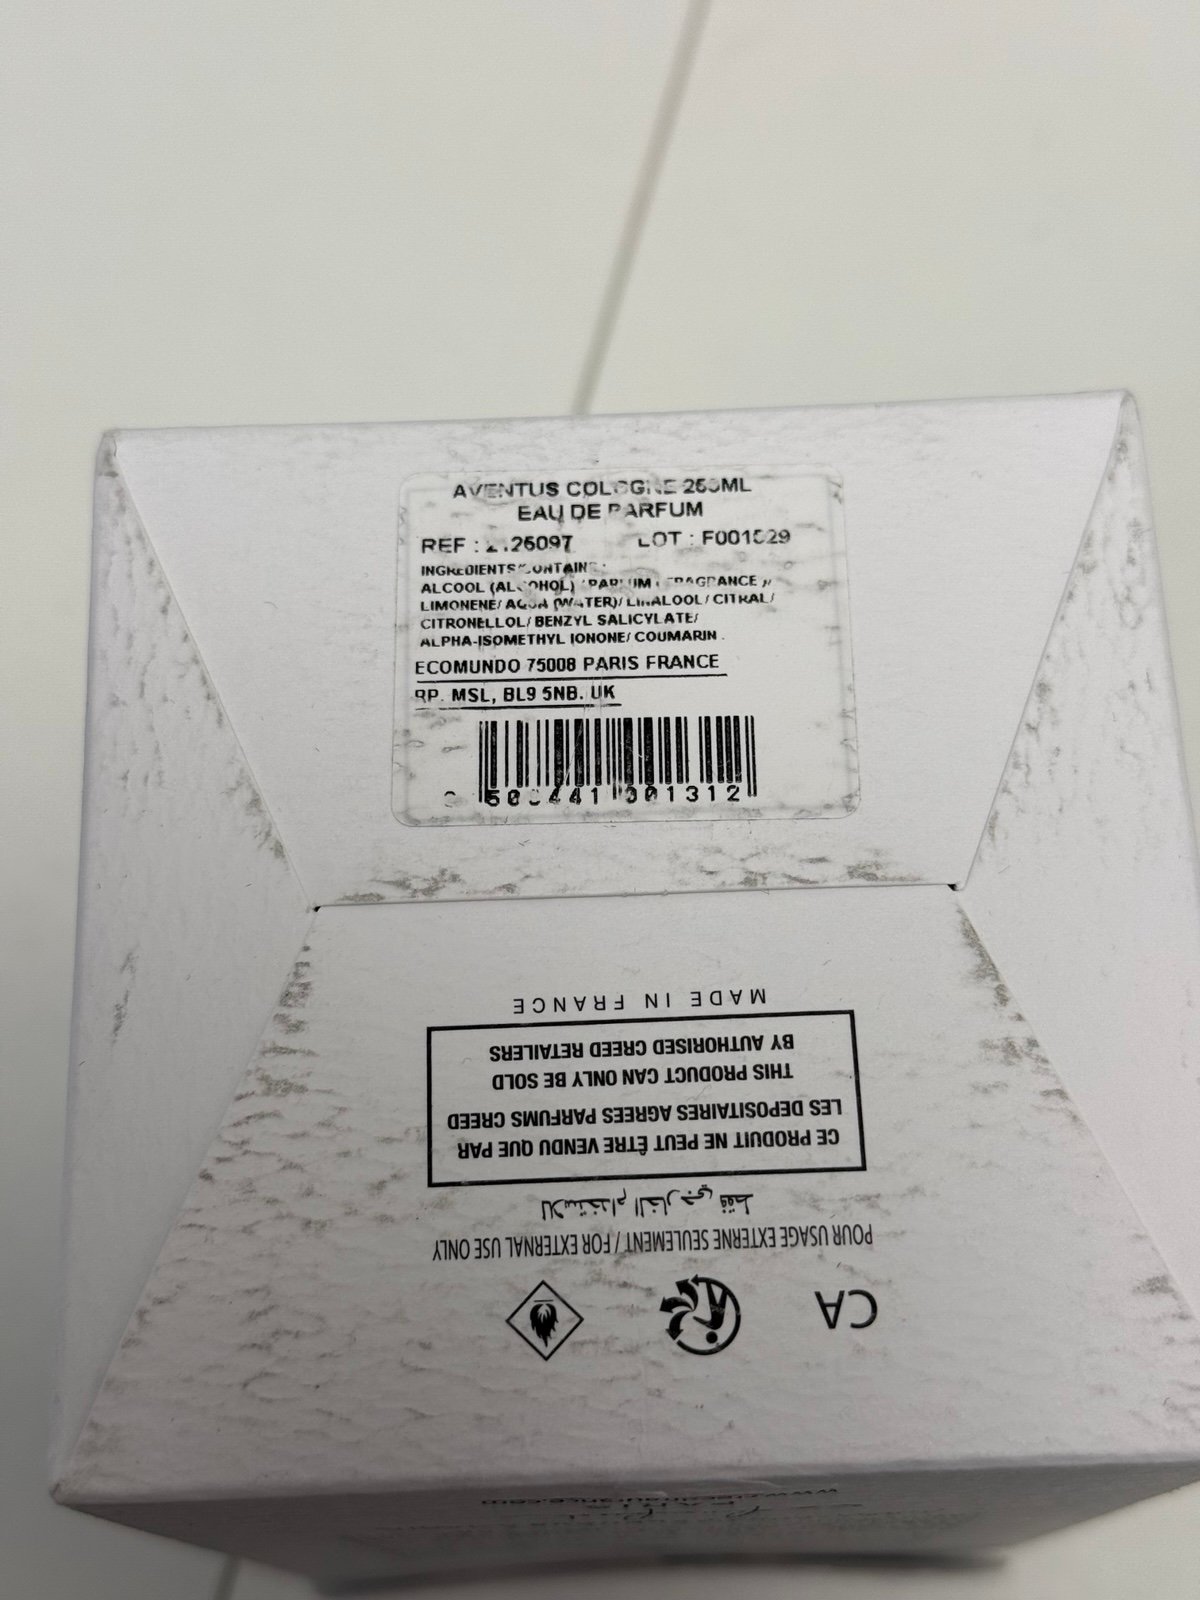 AVENTUS COLOGNE 250ML
EAU DE PARFUM
REF : LOT :
INGREDIENTS/CONTAINS :
ALCOOL (ALCOHOL) / PARFUM ( FRAGRANCE )/
LIMONENE/ AQUA (WATER)/ LINALOOL/ CITRAL/
CITRONELLOL/ BENZYL SALICYLATE/
ALPHA-ISOMETHYL IONONE/ COUMARIN .
ECOMUNDO 75008 PARIS FRANCE
RP. MSL, BL9 5NB. UK
MADE IN FRANCE
CE PRODUIT NE PEUT ÊTRE VENDU QUE PAR
LES DEPOSITAIRES AGREES PARFUMS CREED
THIS PRODUCT CAN ONLY BE SOLD
BY AUTHORISED CREED RETAILERS
للاستخدام الخارجي فقط
POUR USAGE EXTERNE SEULEMENT / FOR EXTERNAL USE ONLY
CA